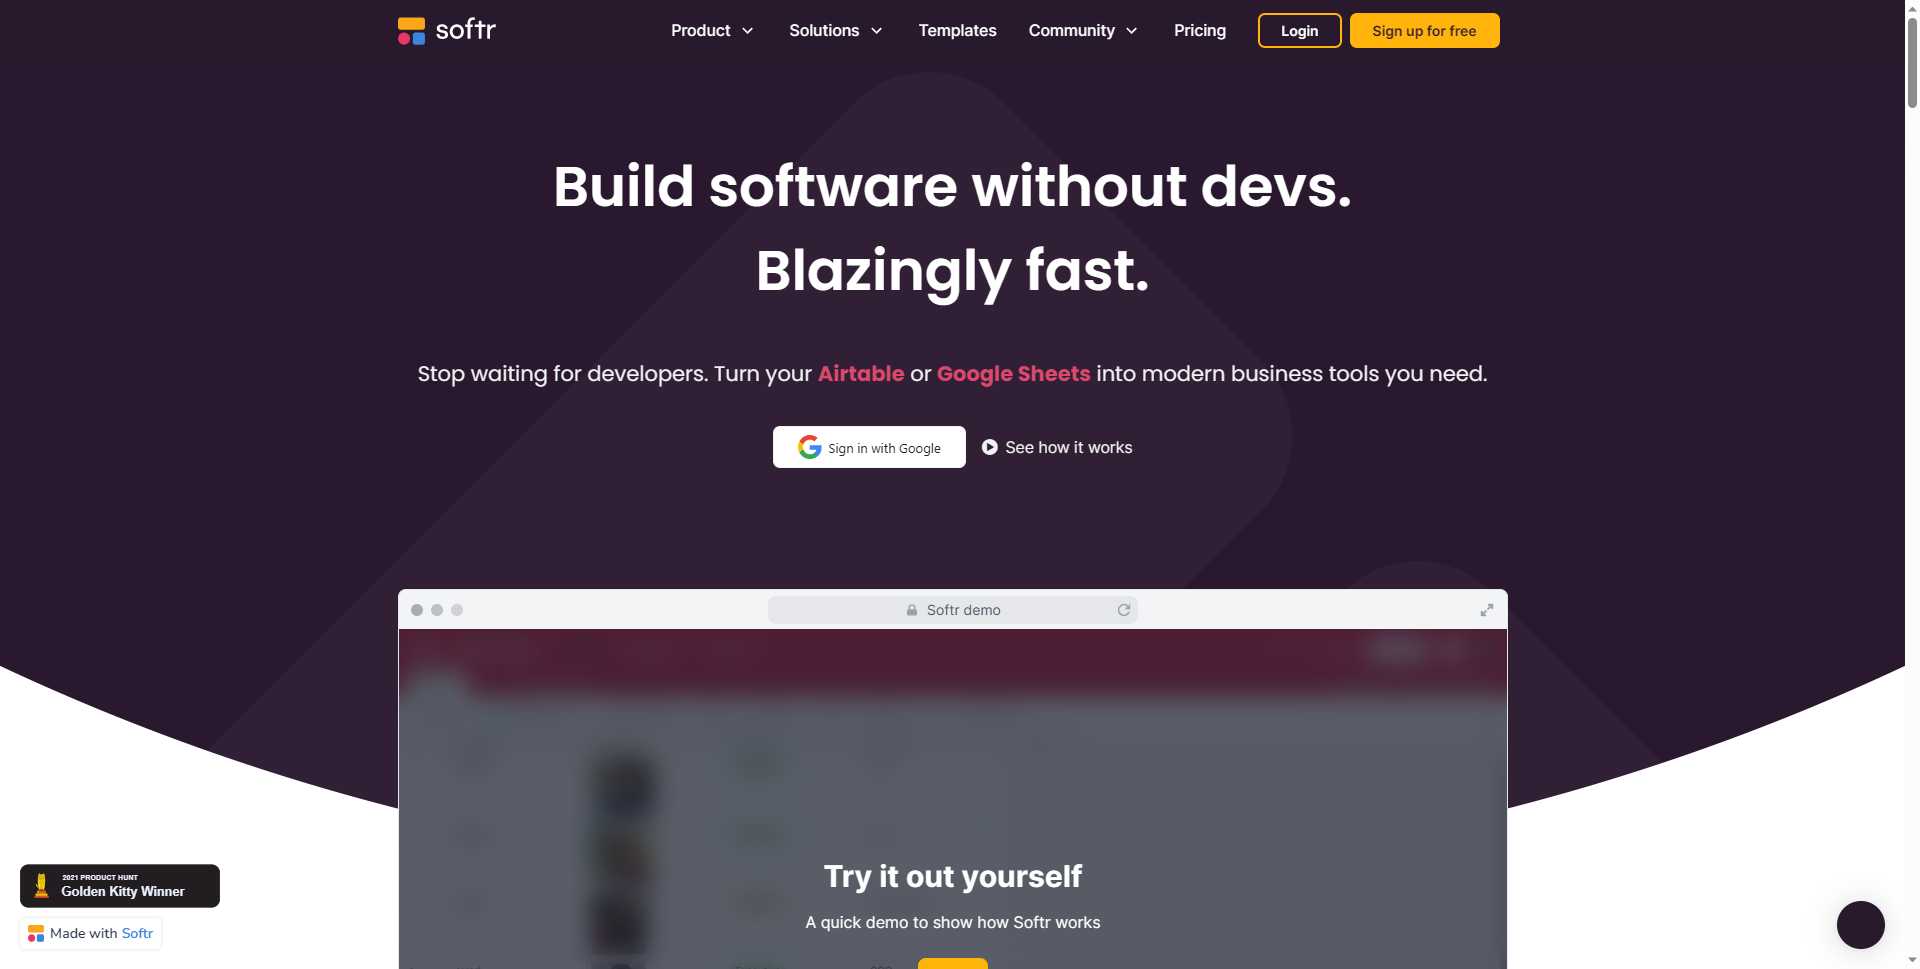 softr
Product
Solutions
Templates
Community
Pricing
Login
Sign up for free
Build software without devs.
Blazingly fast.
Stop waiting for developers. Turn your Airtable or Google Sheets into modern business tools you need.
Sign in with Google
See how it works
Softr demo
Try it out yourself
A quick demo to show how Softr works
2021 PRODUCT HUNT
Golden Kitty Winner
Made with Softr